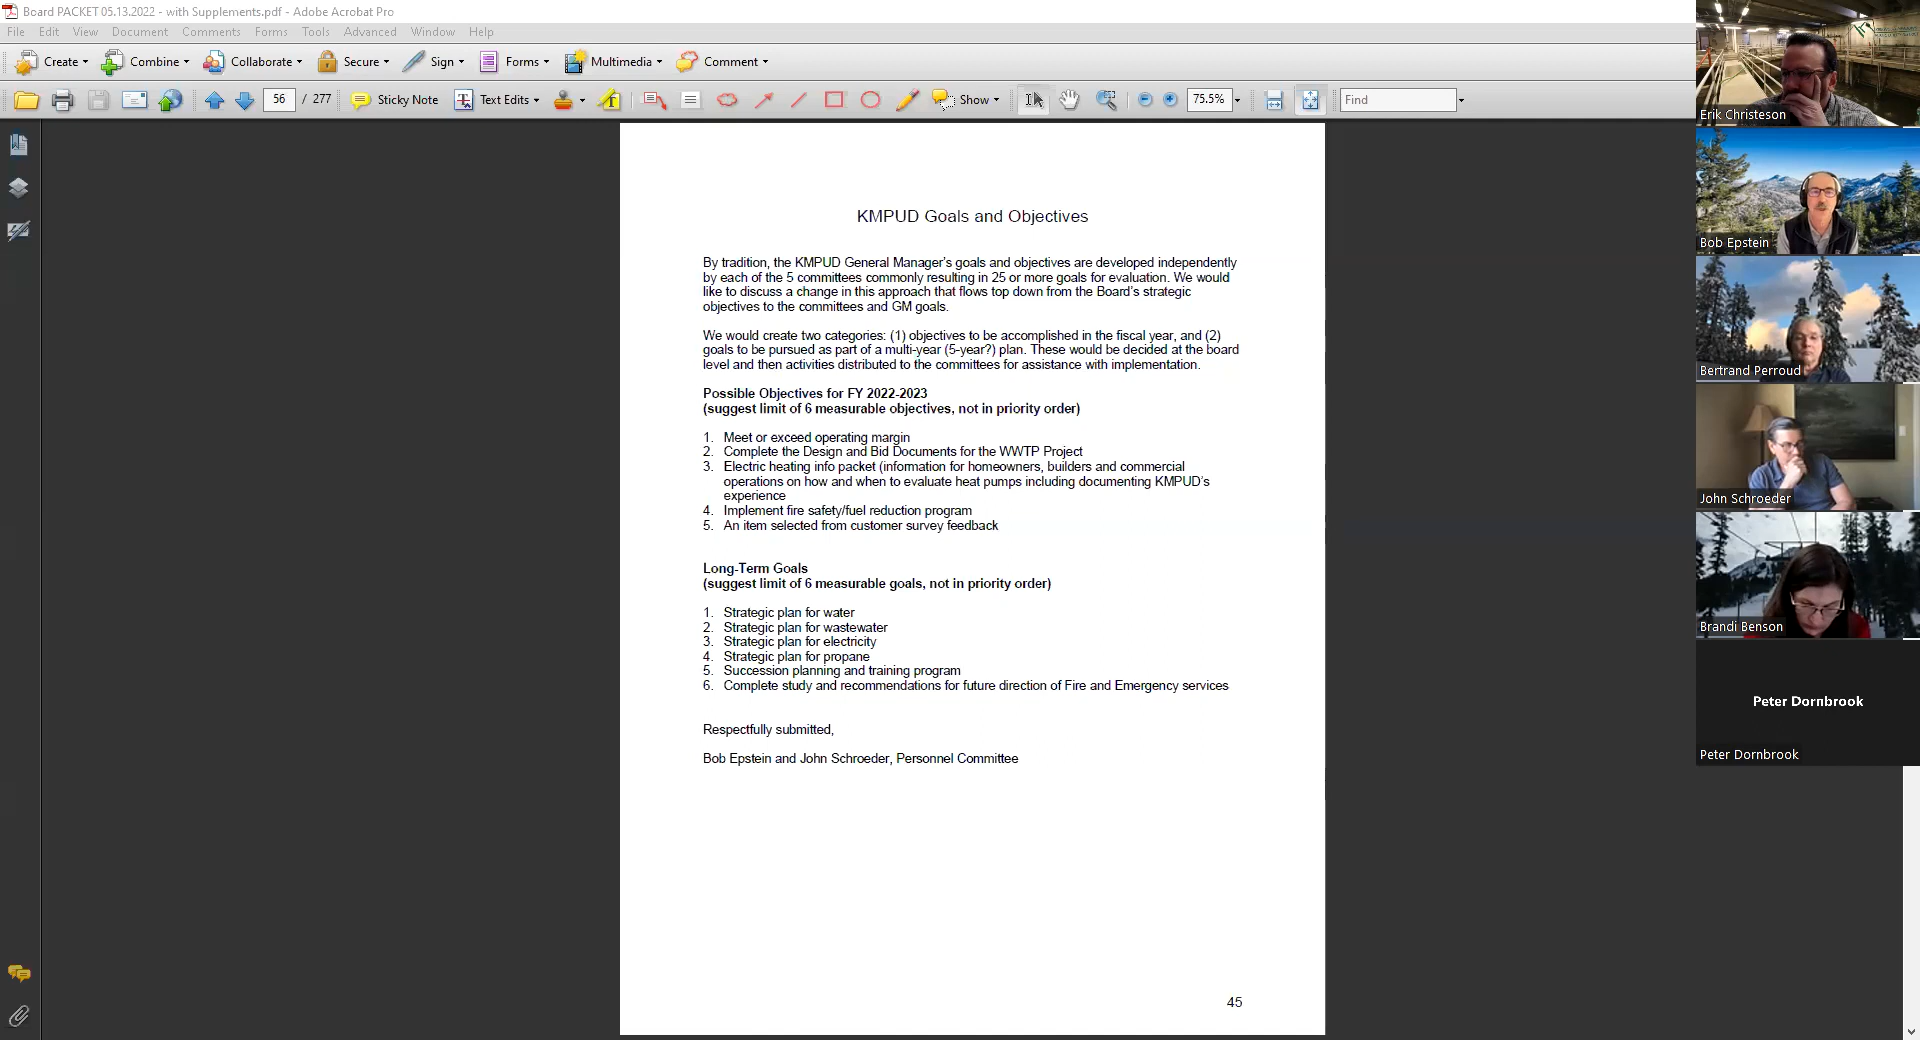 Board PACKET 05.13.2022 - with Supplements.pdf - Adobe Acrobat Pro
File Edit View Document Comments Forms Tools Advanced Window Help
Create Combine Collaborate Secure Sign Forms Multimedia Comment
56 / 277 Sticky Note Text Edits Show 75.5% Find
KMPUD Goals and Objectives
By tradition, the KMPUD General Manager's goals and objectives are developed independently
by each of the 5 committees commonly resulting in 25 or more goals for evaluation. We would
like to discuss a change in this approach that flows top down from the Board's strategic
objectives to the committees and GM goals.
We would create two categories: (1) objectives to be accomplished in the fiscal year, and (2)
goals to be pursued as part of a multi-year (5-year?) plan. These would be decided at the board
level and then activities distributed to the committees for assistance with implementation.
Possible Objectives for FY 2022-2023
(suggest limit of 6 measurable objectives, not in priority order)
1. Meet or exceed operating margin
2. Complete the Design and Bid Documents for the WWTP Project
3. Electric heating info packet (information for homeowners, builders and commercial
operations on how and when to evaluate heat pumps including documenting KMPUD's
experience
4. Implement fire safety/fuel reduction program
5. An item selected from customer survey feedback
Long-Term Goals
(suggest limit of 6 measurable goals, not in priority order)
1. Strategic plan for water
2. Strategic plan for wastewater
3. Strategic plan for electricity
4. Strategic plan for propane
5. Succession planning and training program
6. Complete study and recommendations for future direction of Fire and Emergency services
Respectfully submitted,
Bob Epstein and John Schroeder, Personnel Committee
45
Erik Christeson
Bob Epstein
Bertrand Perroud
John Schroeder
Brandi Benson
Peter Dornbrook
Peter Dornbrook